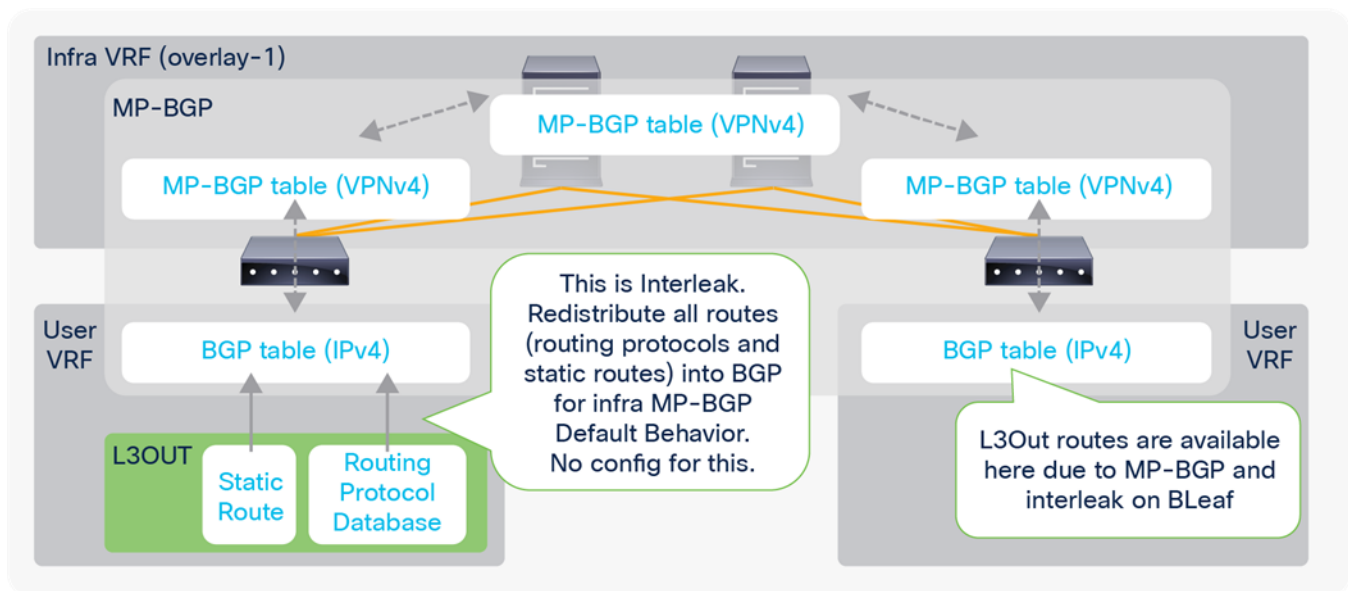 Infra VRF (overlay-1)
MP-BGP
MP-BGP table (VPNv4)
MP-BGP table (VPNv4)
MP-BGP table (VPNv4)
User
VRF
BGP table (IPv4)
This is Interleak.
Redistribute all routes
(routing protocols and
static routes) into BGP
for infra MP-BGP
Default Behavior.
No config for this.
BGP table (IPv4)
User
VRF
L3OUT
Static
Route
Routing
Protocol
Database
L3Out routes are available
here due to MP-BGP and
interleak on BLeaf